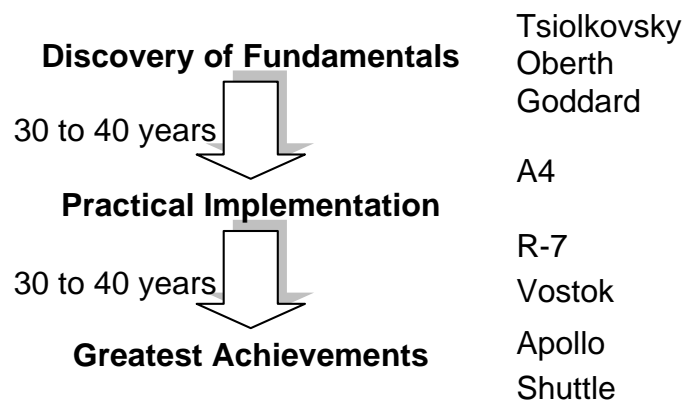 Discovery of Fundamentals
30 to 40 years
Practical Implementation
30 to 40 years
Greatest Achievements
Tsiolkovsky
Oberth
Goddard
A4
R-7
Vostok
Apollo
Shuttle